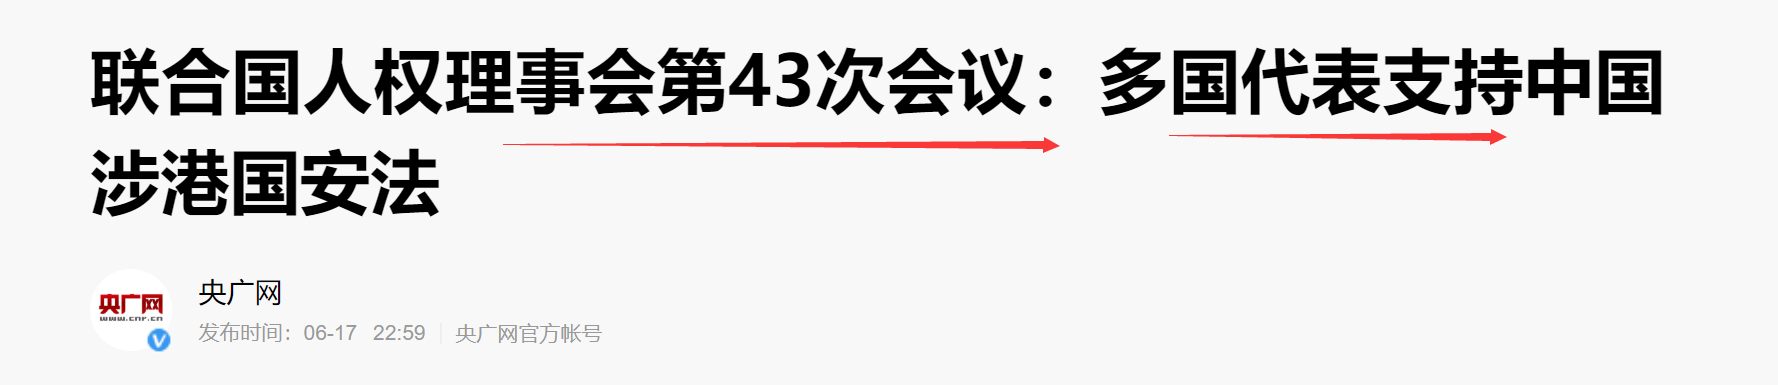 联合国人权理事会第43次会议：多国代表支持中国
涉港国安法
央广网
央广网
www.cnr.cn
V
发布时间：06-17 22:59 央广网官方帐号